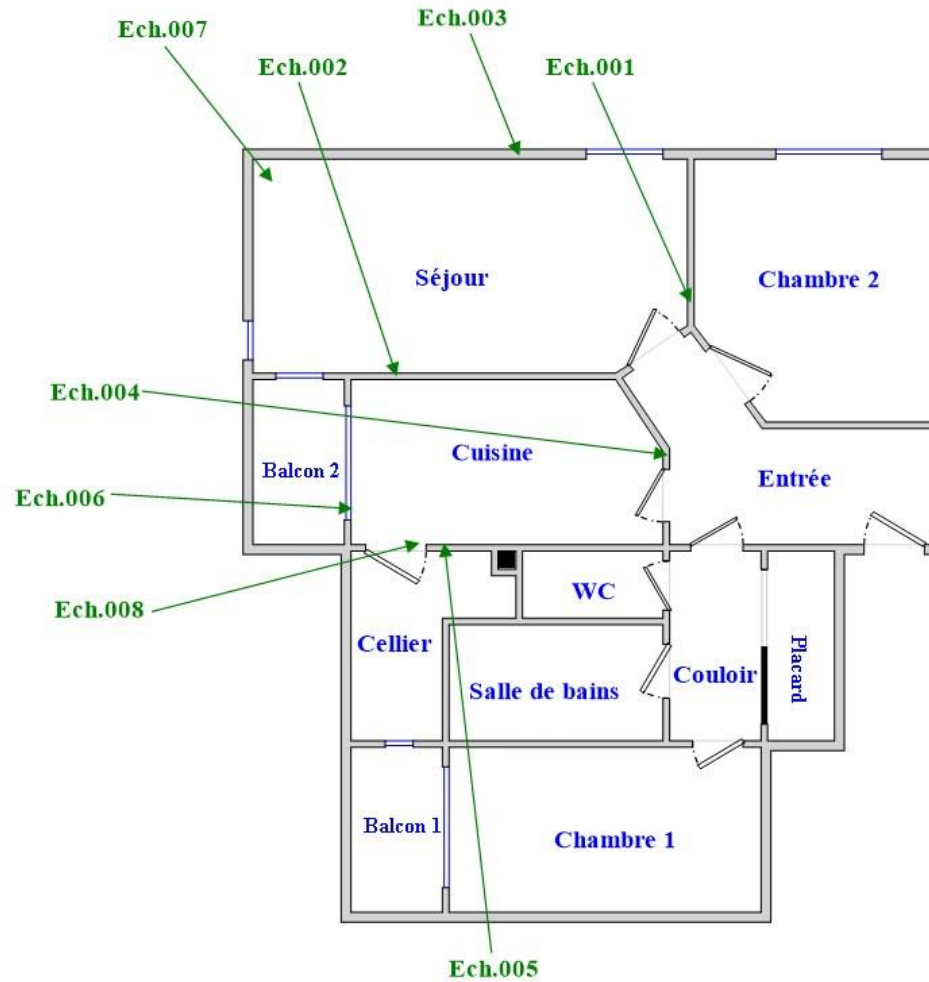 Ech.003
Ech.007
Ech.002
Ech.001
Séjour
Chambre 2
Ech.004
Cuisine
Balcon 2
Entrée
Ech.006
WC
Ech.008
Cellier
Placard
Couloir
Salle de bains
Balcon 1
Chambre 1
Ech.005